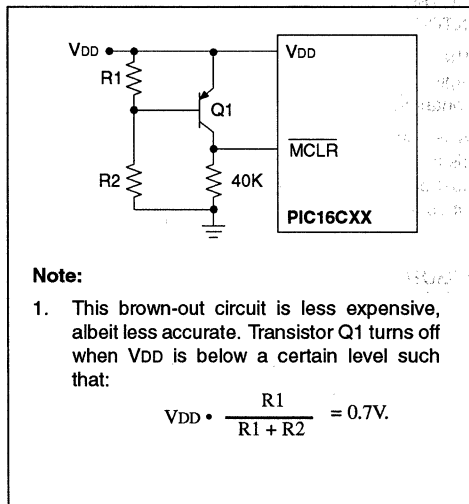 VDD
VDD
R1
Q1
MCLR
R2
40K
PIC16CXX
Note:
1. This brown-out circuit is less expensive,
albeit less accurate. Transistor Q1 turns off
when VDD is below a certain level such
that:
VDD • R1 / R1 + R2 = 0.7V.